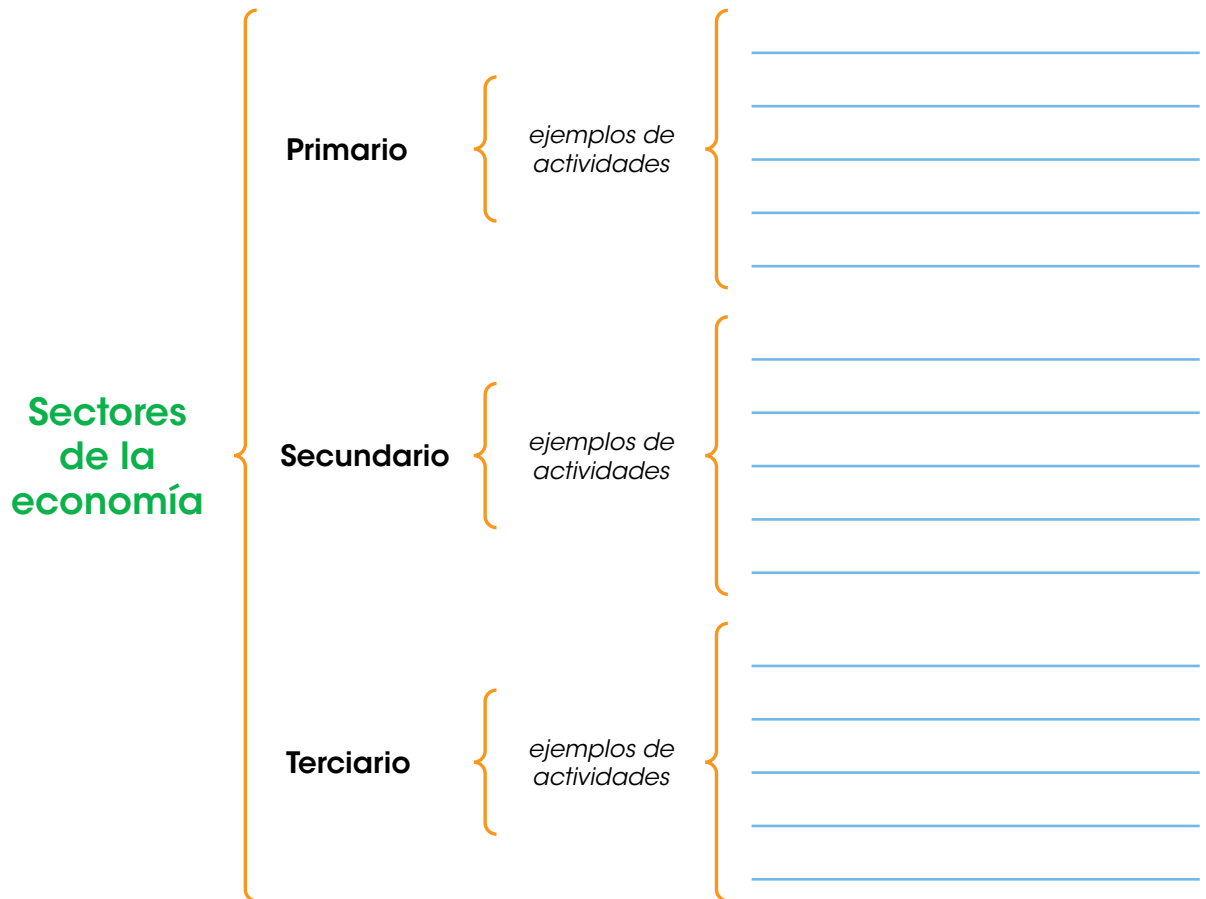 Sectores
de la
economía
Primario
ejemplos de
actividades
Secundario
ejemplos de
actividades
Terciario
ejemplos de
actividades